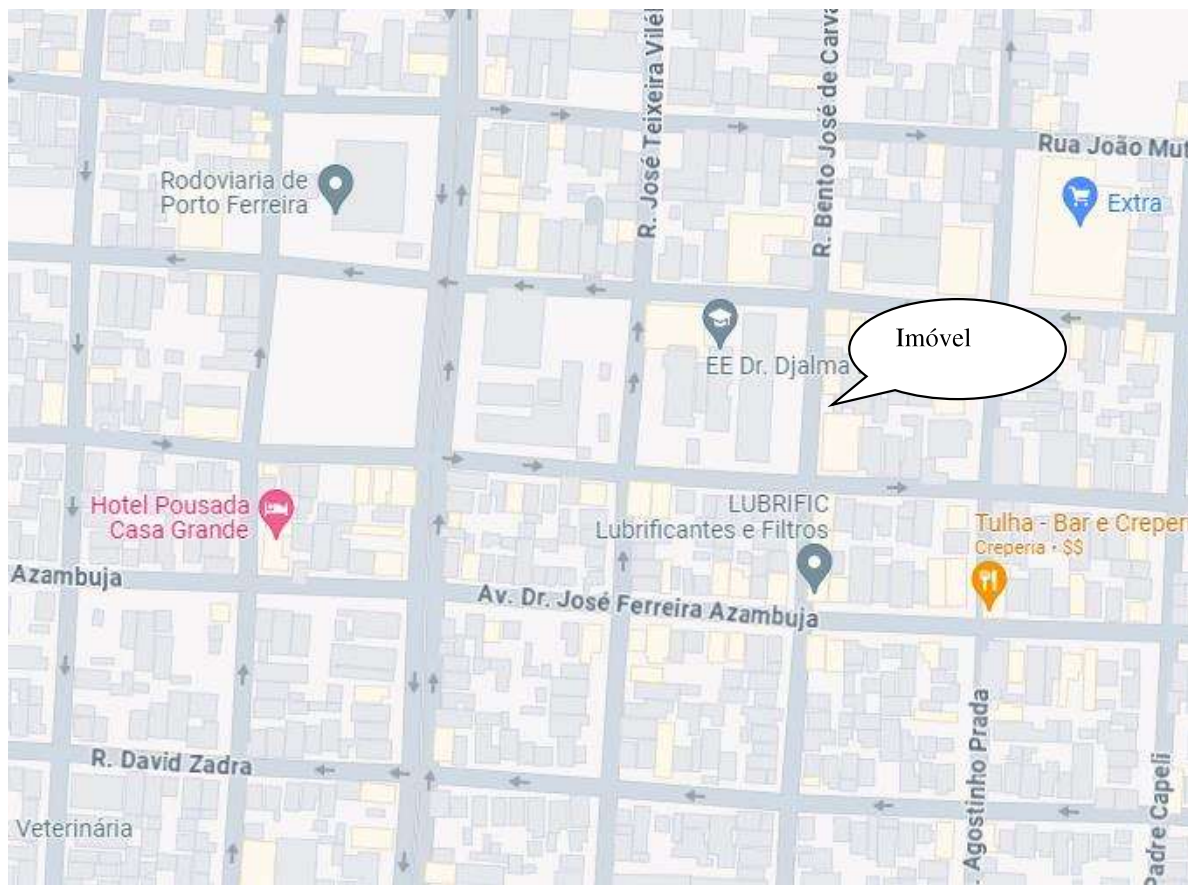 R. José Teixeira Vilél
R. Bento José de Carva
Rua João Mut
Rodoviaria de
Porto Ferreira
Extra
EE Dr. Djalma
Imóvel
Hotel Pousada
Casa Grande
LUBRIFIC
Lubrificantes e Filtros
Tulha - Bar e Creper
Creperia • $$
Azambuja
Av. Dr. José Ferreira Azambuja
R. David Zadra
Agostinho Prada
Padre Capeli
Veterinária